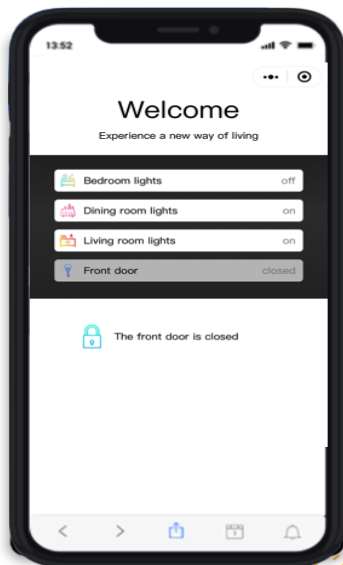 13:52
Welcome
Experience a new way of living
Bedroom lights off
Dining room lights on
Living room lights on
Front door closed
The front door is closed